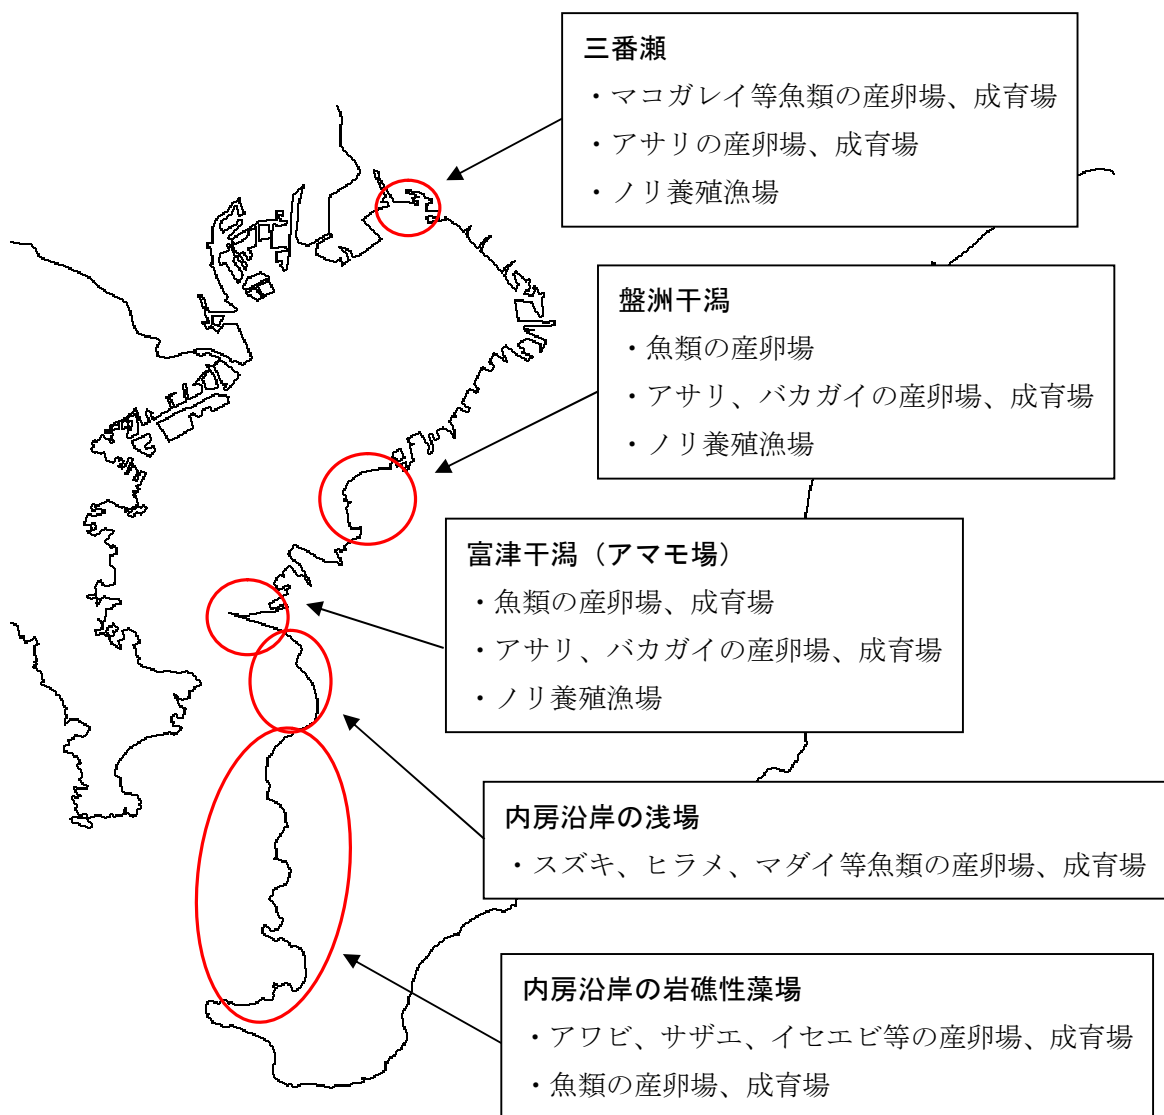 三番瀬
・マコガレイ等魚類の産卵場、成育場
・アサリの産卵場、成育場
・ノリ養殖漁場
盤洲干潟
・魚類の産卵場
・アサリ、バカガイの産卵場、成育場
・ノリ養殖漁場
富津干潟（アマモ場）
・魚類の産卵場、成育場
・アサリ、バカガイの産卵場、成育場
・ノリ養殖漁場
内房沿岸の浅場
・スズキ、ヒラメ、マダイ等魚類の産卵場、成育場
内房沿岸の岩礁性藻場
・アワビ、サザエ、イセエビ等の産卵場、成育場
・魚類の産卵場、成育場